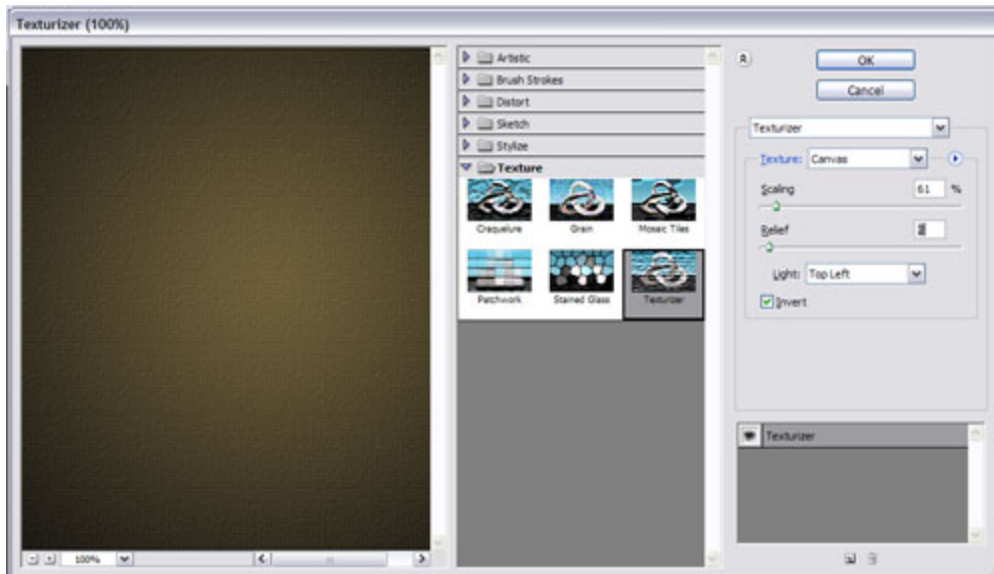 Texturizer (100%)
Artistic
Brush Strokes
Distort
Sketch
Stylize
Texture
Craquelure
Grain
Mosaic Tiles
Patchwork
Stained Glass
Texturizer
100%
OK
Cancel
Texturizer
Texture: Canvas
Scaling 61 %
Relief
Light: Top Left
Invert
Texturizer